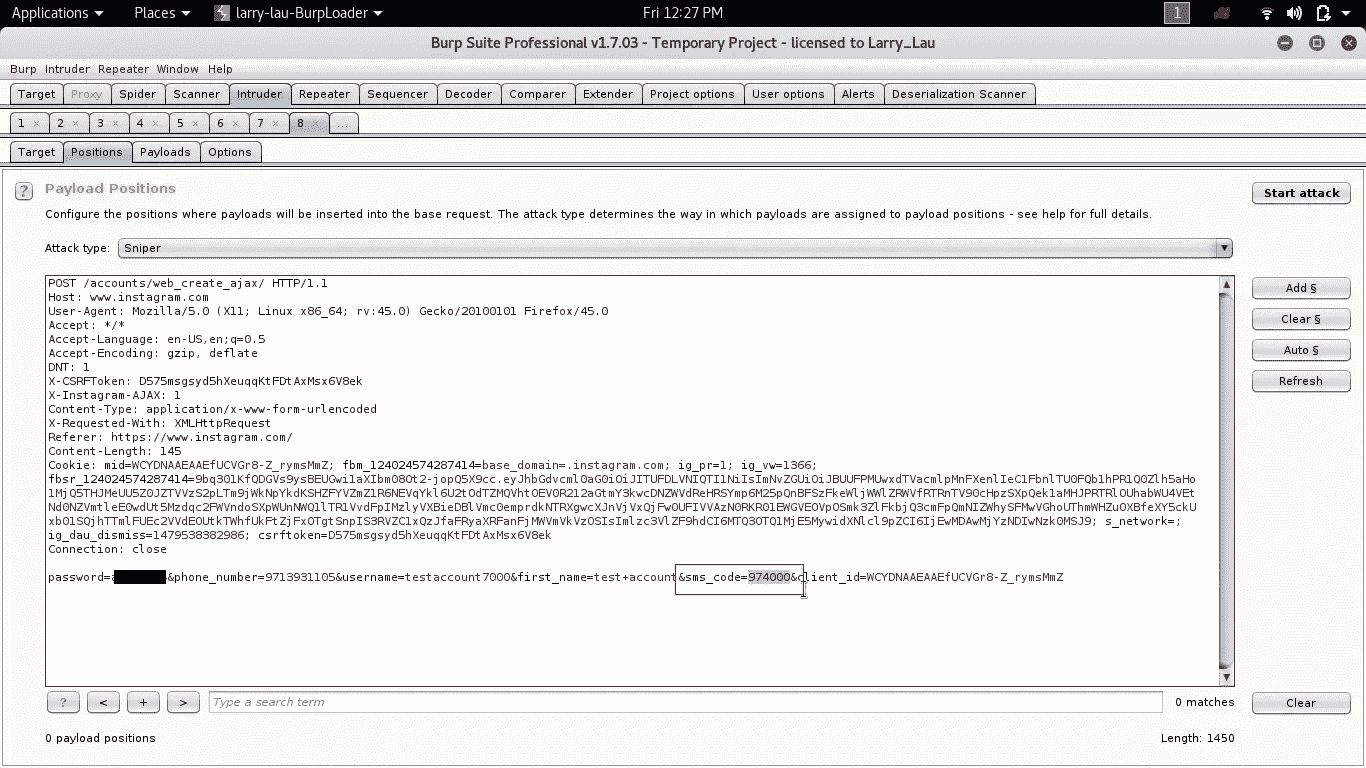 Applications Places larry-lau-BurpLoader Fri 12:27 PM 1
Burp Suite Professional v1.7.03 - Temporary Project - licensed to Larry_Lau
Burp Intruder Repeater Window Help
Target Proxy Spider Scanner Intruder Repeater Sequencer Decoder Comparer Extender Project options User options Alerts Deserialization Scanner
1 × 2 × 3 × 4 × 5 × 6 × 7 × 8 × ...
Target Positions Payloads Options
? Payload Positions Start attack
Configure the positions where payloads will be inserted into the base request. The attack type determines the way in which payloads are assigned to payload positions - see help for full details.
Attack type: Sniper
POST /accounts/web_create_ajax/ HTTP/1.1
Host: www.instagram.com
User-Agent: Mozilla/5.0 (X11; Linux x86_64; rv:45.0) Gecko/20100101 Firefox/45.0
Accept: */*
Accept-Language: en-US,en;q=0.5
Accept-Encoding: gzip, deflate
DNT: 1
X-CSRFToken: D575msgsyd5hXeuqqKtFDtAxMsx6V8ek
X-Instagram-AJAX: 1
Content-Type: application/x-www-form-urlencoded
X-Requested-With: XMLHttpRequest
Referer: https://www.instagram.com/
Content-Length: 145
Cookie: mid=WCYDNAAEAAEfUCVGr8-Z_rymsMmZ; fbm_124024574287414=base_domain=.instagram.com; ig_pr=1; ig_vw=1366;
ig_dau_dismiss=1479538382986; csrftoken=D575msgsyd5hXeuqqKtFDtAxMsx6V8ek
Connection: close
&phone_number=9713931105&username=testaccount7000&first_name=test+account&sms_code=974000&client_id=WCYDNAAEAAEfUCVGr8-Z_rymsMmZ
Add §
Clear §
Auto §
Refresh
? < + > Type a search term 0 matches Clear
0 payload positions Length: 1450